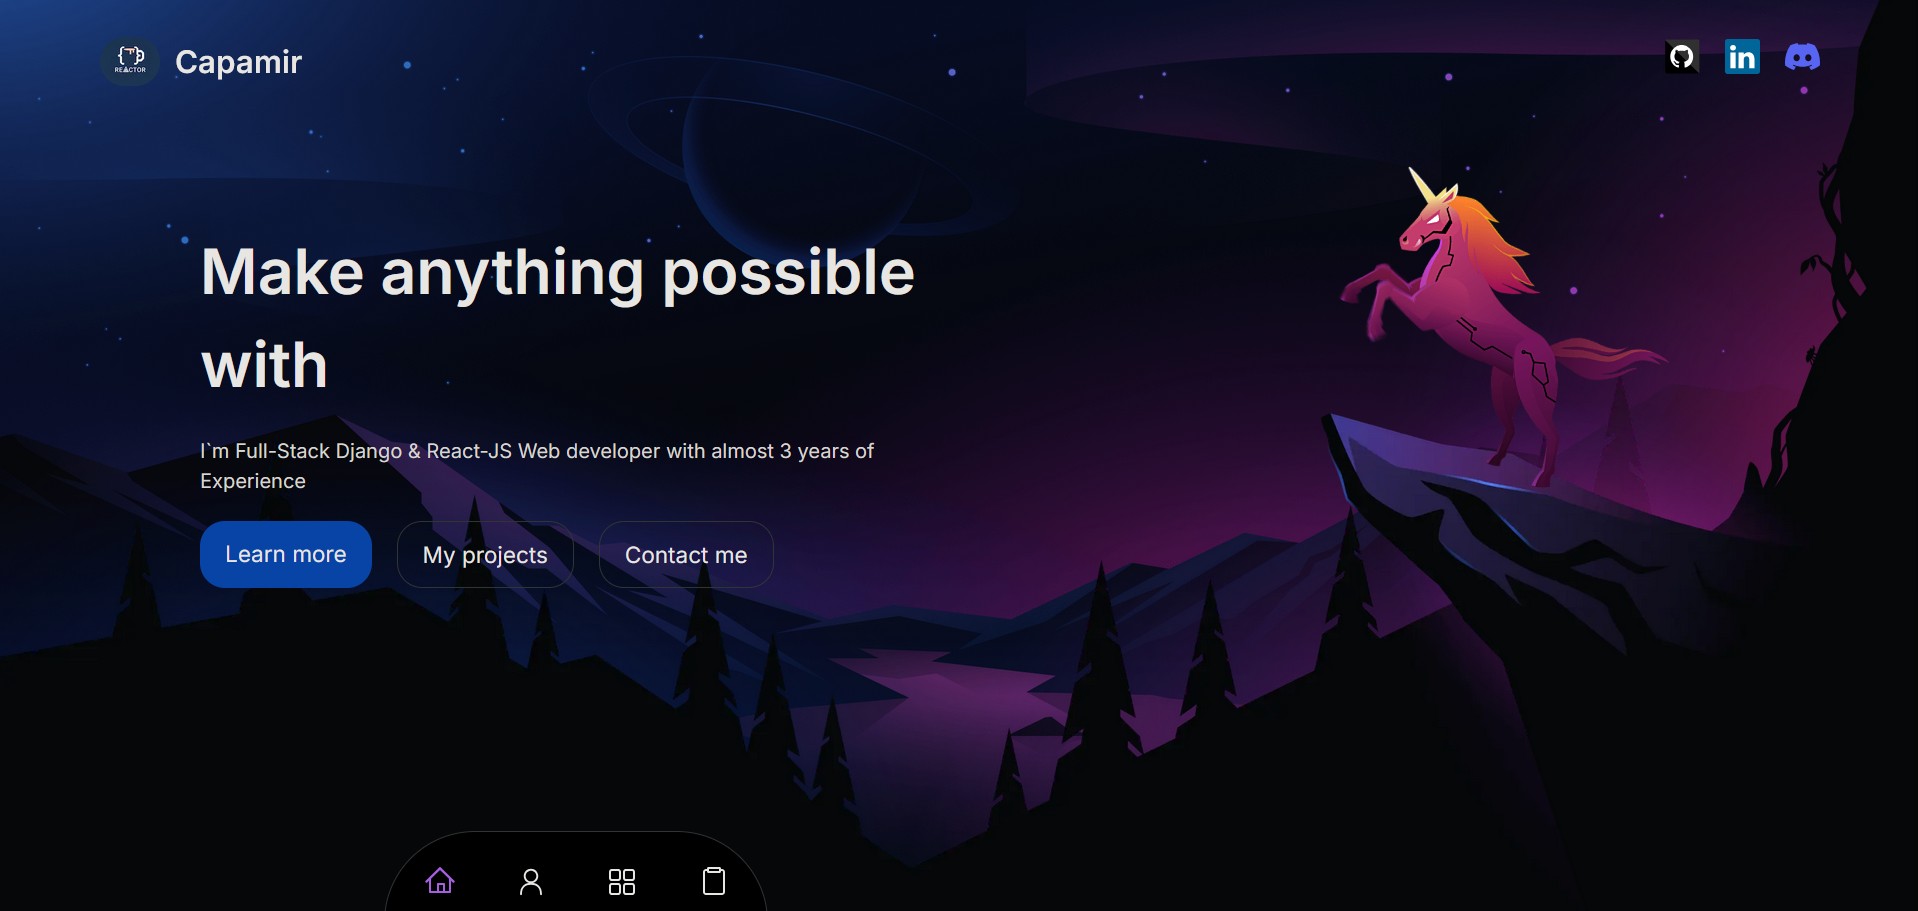 REACTOR
Capamir
in
Make anything possible
with
I`m Full-Stack Django & React-JS Web developer with almost 3 years of
Experience
Learn more
My projects
Contact me